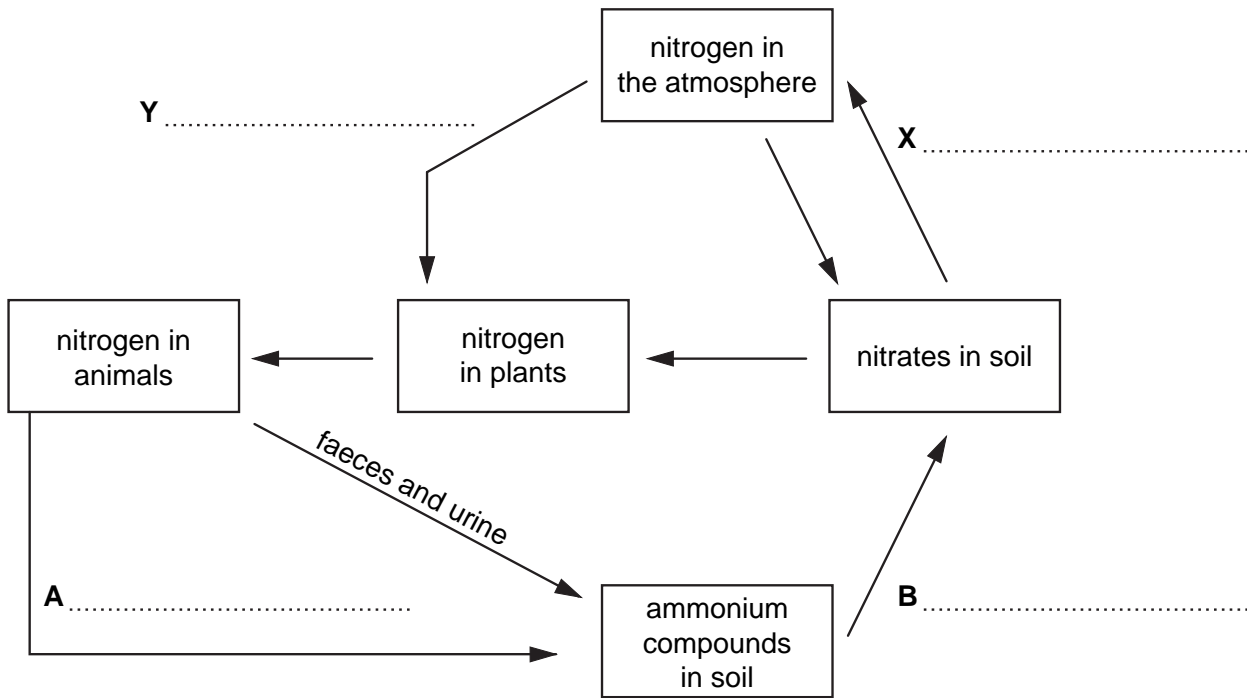 nitrogen in
the atmosphere
Y ........................................
X ........................................
nitrogen in
animals
nitrogen
in plants
nitrates in soil
faeces and urine
A ........................................
ammonium
compounds
in soil
B ........................................